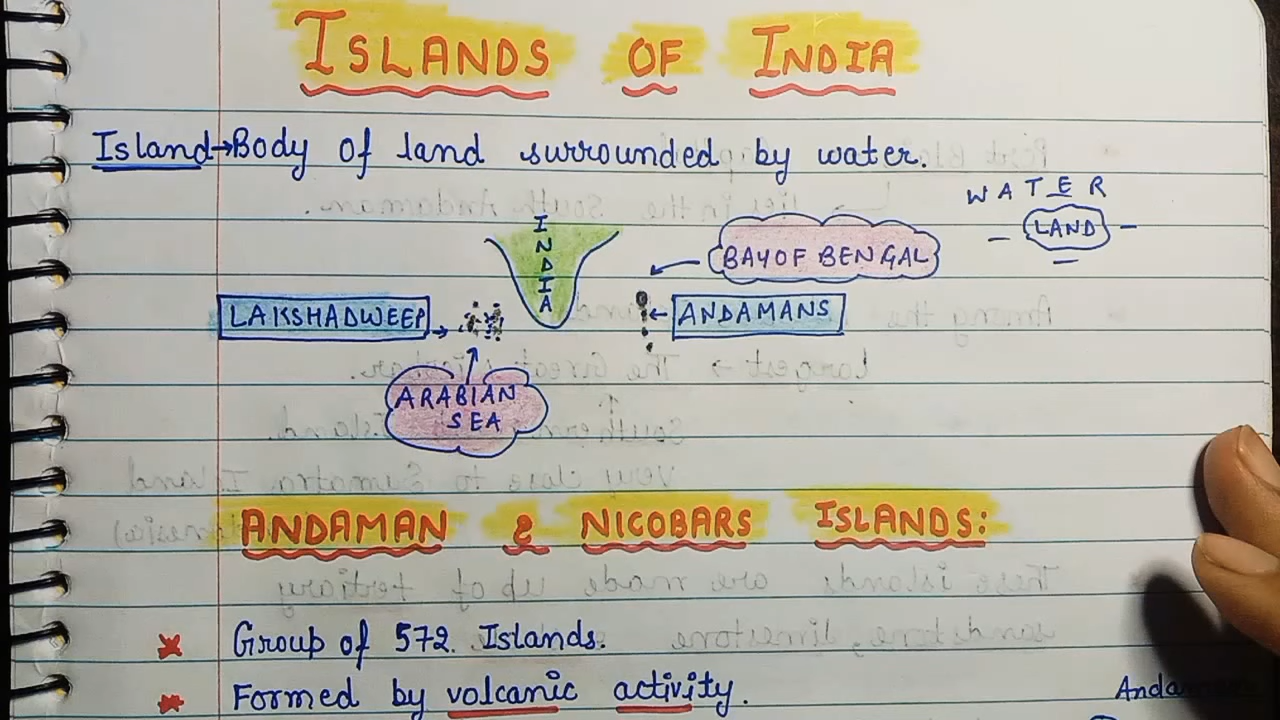 ISLANDS OF INDIA
Island→Body of land surrounded by water.
WATER
LAND
INDIA
BAY OF BENGAL
LAKSHADWEEP
ANDAMANS
ARABIAN
SEA
ANDAMAN & NICOBARS ISLANDS:
Group of 572 Islands.
Formed by volcanic activity.